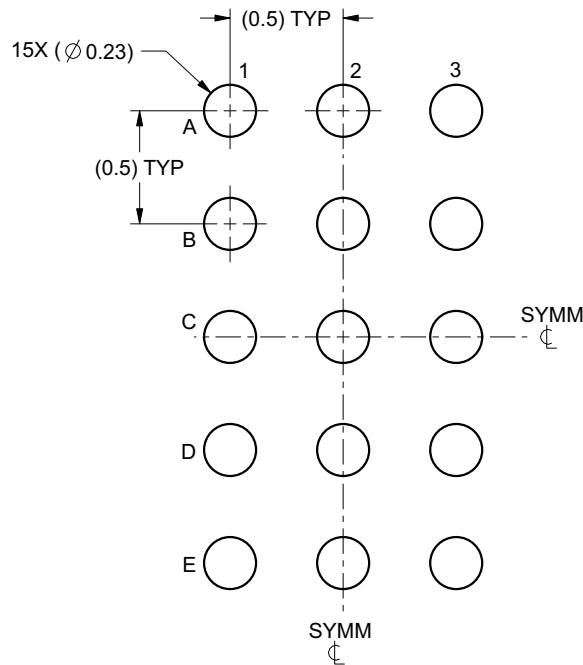 (0.5) TYP
15X (∅0.23)
1
2
3
A
(0.5) TYP
B
C
SYMM
℄
D
E
SYMM
℄